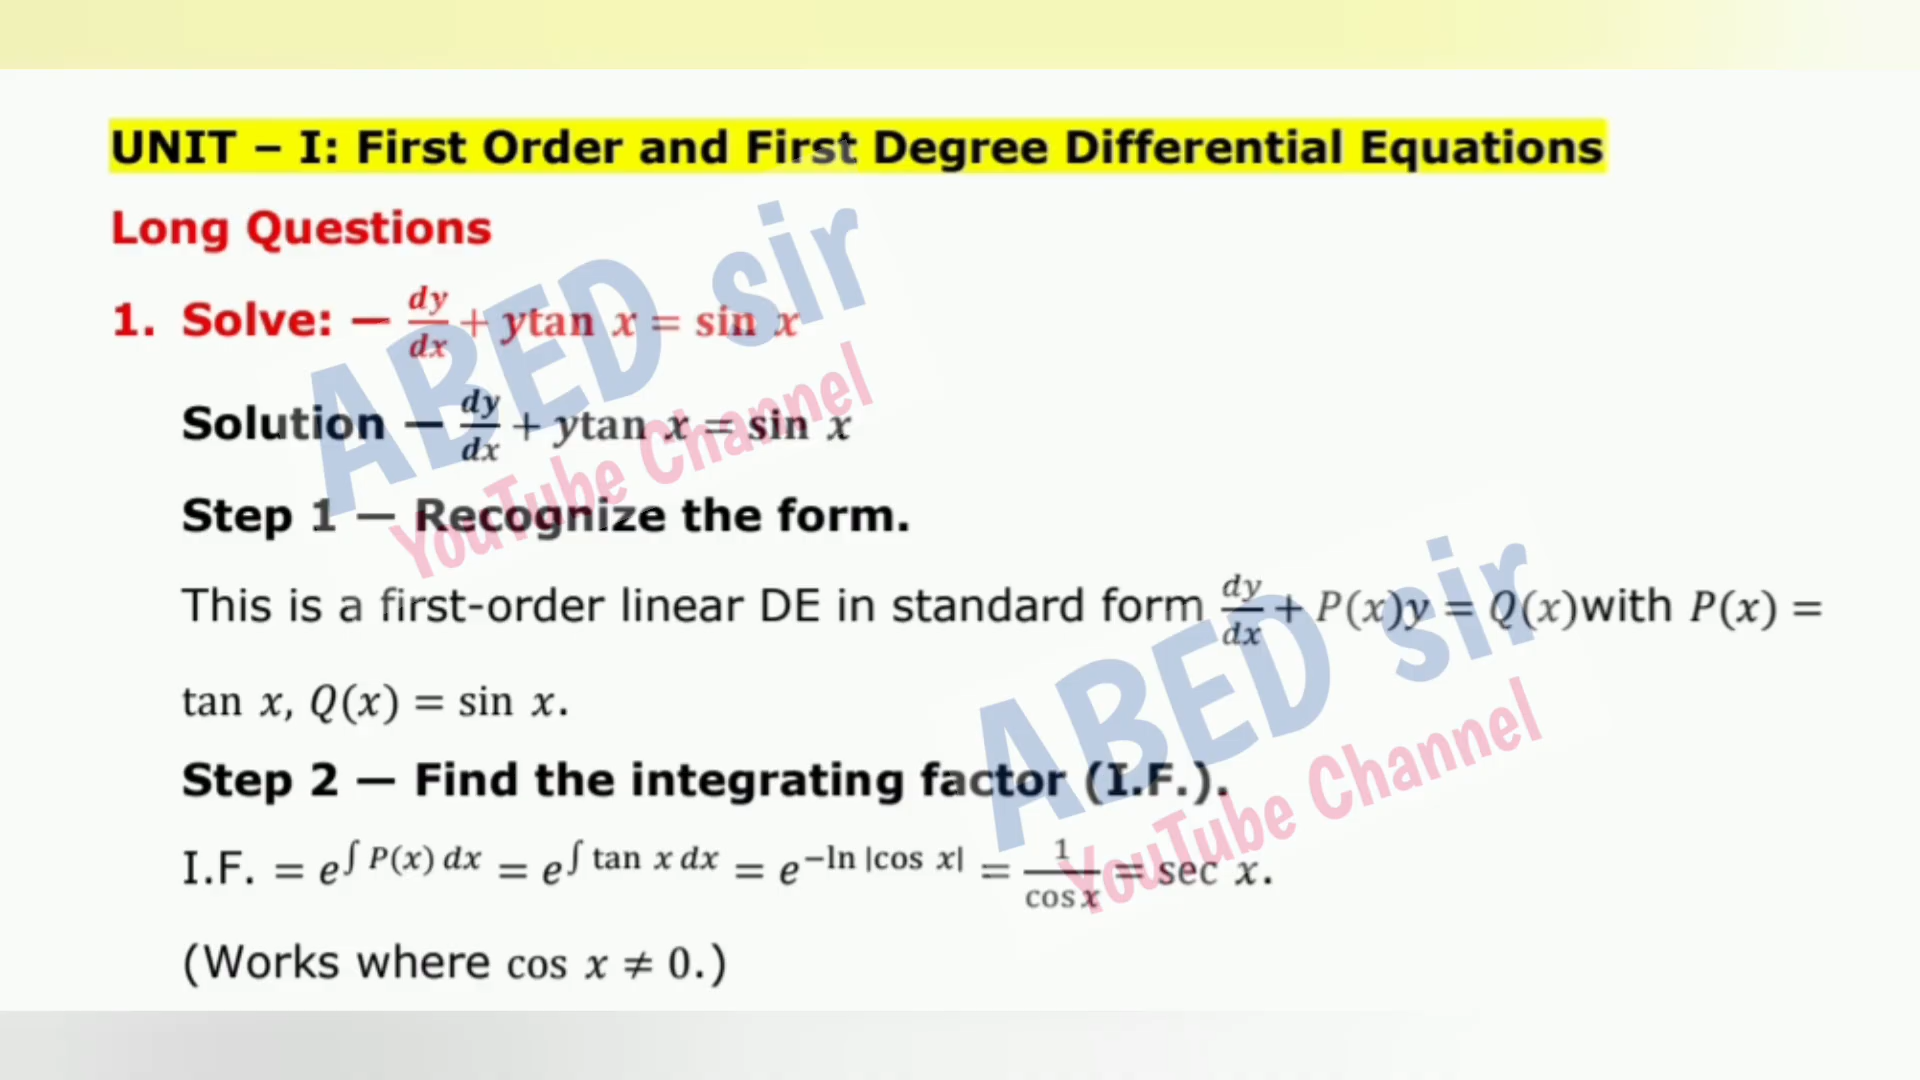 UNIT – I: First Order and First Degree Differential Equations
Long Questions
1. Solve: — dy/dx + ytan x = sin x
Solution — dy/dx + ytan x = sin x
Step 1 — Recognize the form.
This is a first-order linear DE in standard form dy/dx + P(x)y = Q(x)with P(x) =
tan x, Q(x) = sin x.
Step 2 — Find the integrating factor (I.F.).
I.F. = e^∫ P(x) dx = e^∫ tan x dx = e^−ln |cos x| = 1/cos x = sec x.
(Works where cos x ≠ 0.)
ABED sir
YouTube Channel
ABED sir
YouTube Channel